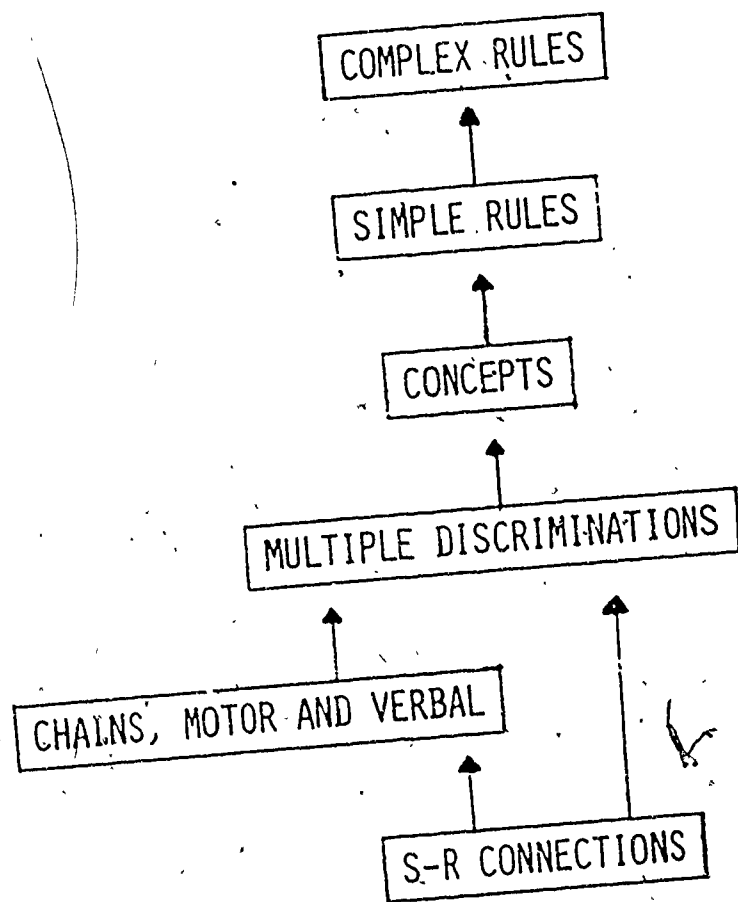 COMPLEX RULES
SIMPLE RULES
CONCEPTS
MULTIPLE DISCRIMINATIONS
CHAINS, MOTOR AND VERBAL
S-R CONNECTIONS